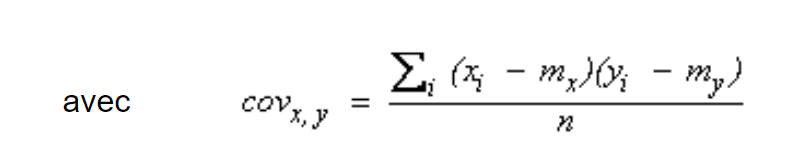 avec cov_{x, y} = \frac{\sum_i (x_i - m_x)(y_i - m_y)}{n}